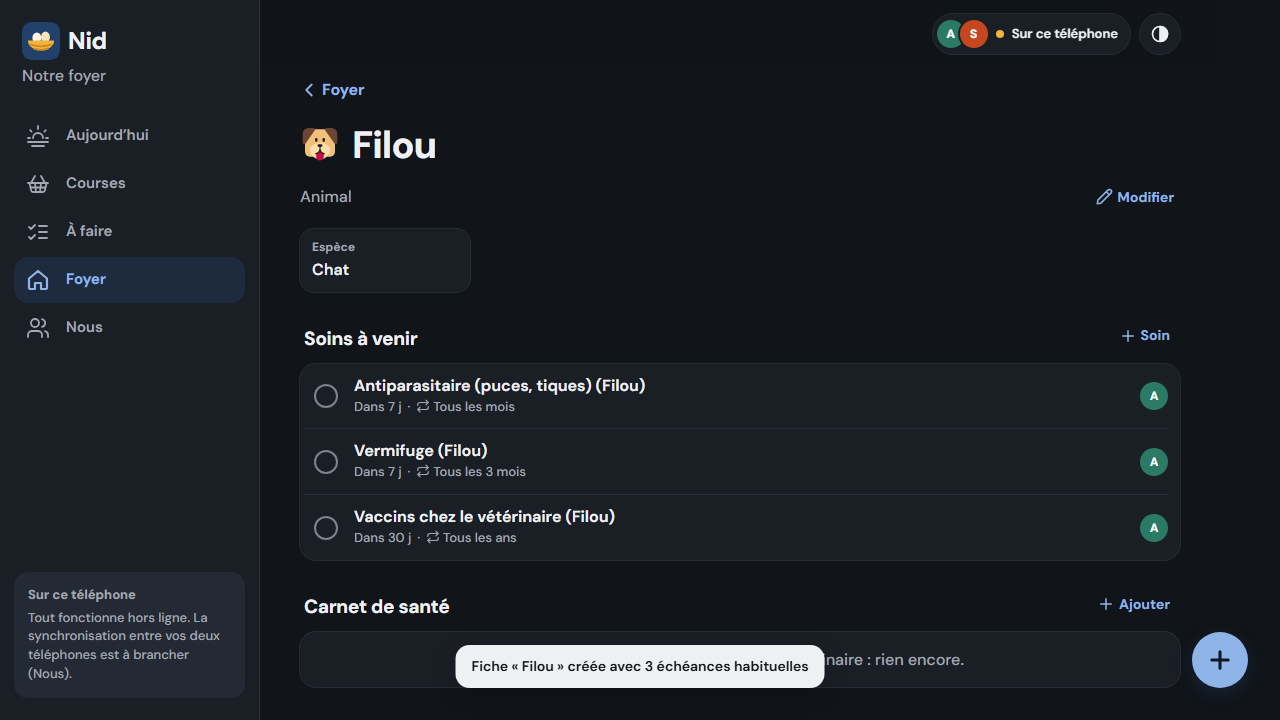 Nid
Notre foyer
Aujourd’hui
Courses
À faire
Foyer
Nous
Sur ce téléphone
Tout fonctionne hors ligne. La
synchronisation entre vos deux
téléphones est à brancher
(Nous).
A S Sur ce téléphone
Foyer
Filou
Animal
Modifier
Espèce
Chat
Soins à venir
Soin
Antiparasitaire (puces, tiques) (Filou)
Dans 7 j · Tous les mois
A
Vermifuge (Filou)
Dans 7 j · Tous les 3 mois
A
Vaccins chez le vétérinaire (Filou)
Dans 30 j · Tous les ans
A
Carnet de santé
Ajouter
naire : rien encore.
Fiche « Filou » créée avec 3 échéances habituelles